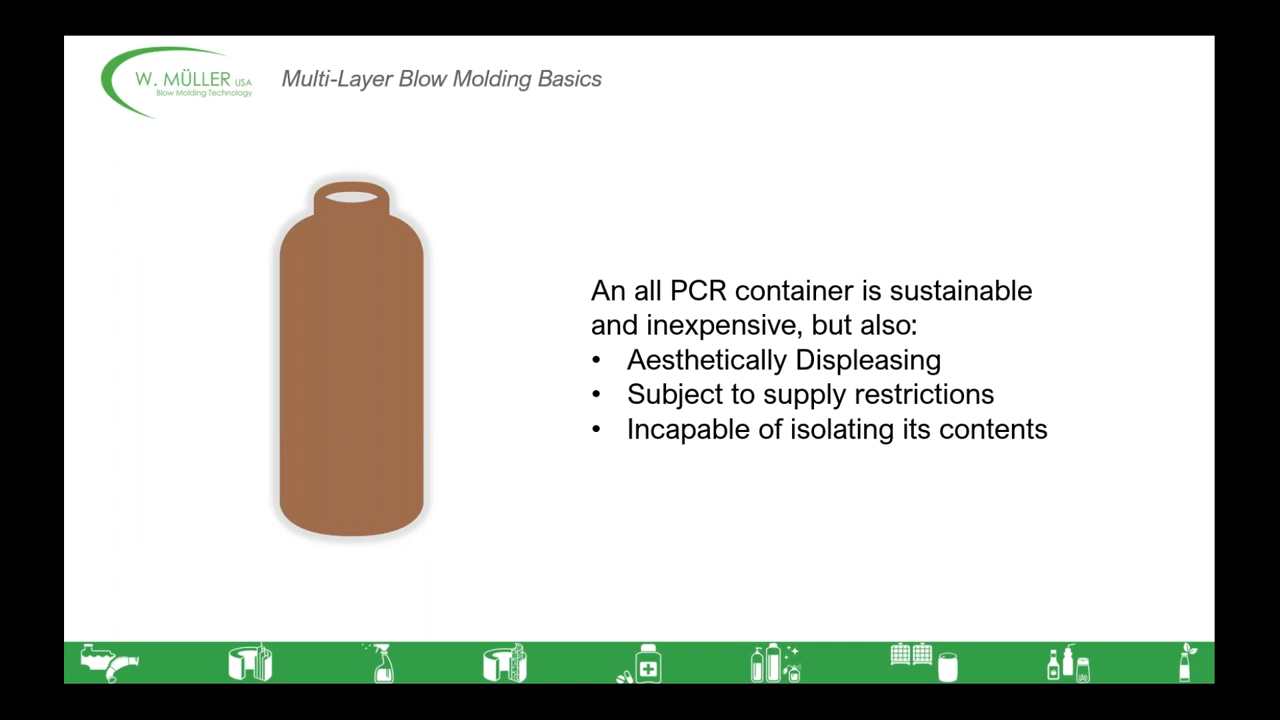 W. MÜLLER USA
Blow Molding Technology
Multi-Layer Blow Molding Basics
An all PCR container is sustainable
and inexpensive, but also:
• Aesthetically Displeasing
• Subject to supply restrictions
• Incapable of isolating its contents